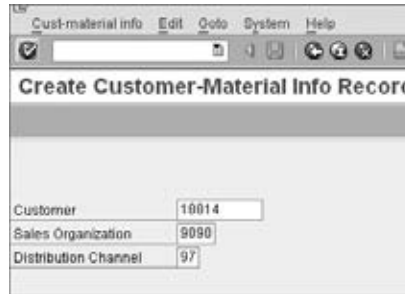 Cust-material info Edit Goto System Help
Create Customer-Material Info Record
Customer 10014
Sales Organization 9090
Distribution Channel 97